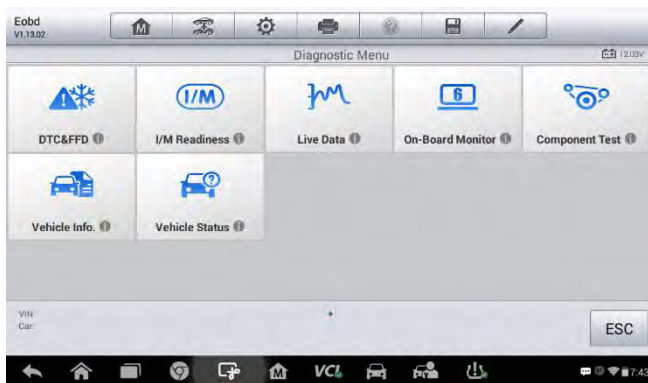 Eobd
V1.13.02
M
Diagnostic Menu
12.03V
I/M
6
DTC&FFD
I/M Readiness
Live Data
On-Board Monitor
Component Test
Vehicle Info.
Vehicle Status
VIN:
Car:
ESC
M
VCI
7:43